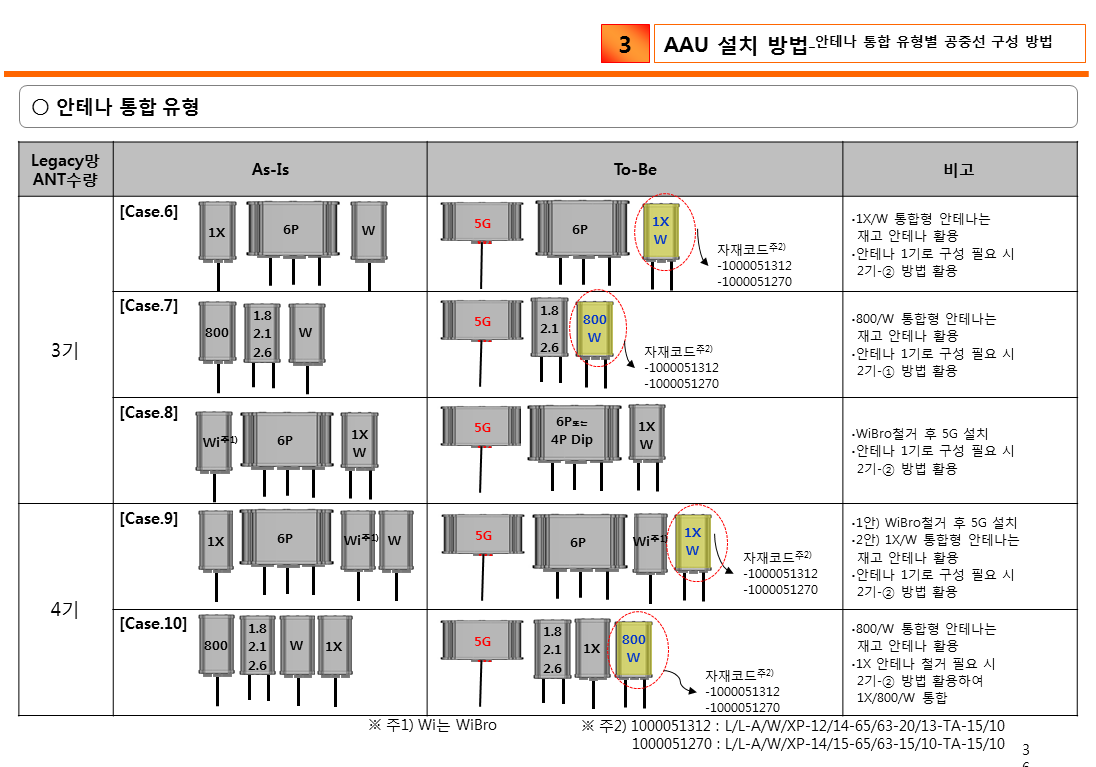 3
AAU 설치 방법-안테나 통합 유형별 공중선 구성 방법
○ 안테나 통합 유형
Legacy망
ANT수량
As-Is
To-Be
비고
3기
[Case.6]
1X
6P
W
5G
6P
1X
W
자재코드주2)
-1000051312
-1000051270
·1X/W 통합형 안테나는
재고 안테나 활용
·안테나 1기로 구성 필요 시
2기-② 방법 활용
[Case.7]
800
1.8
2.1
2.6
W
5G
1.8
2.1
2.6
800
W
자재코드주2)
-1000051312
-1000051270
·800/W 통합형 안테나는
재고 안테나 활용
·안테나 1기로 구성 필요 시
2기-① 방법 활용
[Case.8]
Wi주1)
6P
1X
W
5G
6P또는
4P Dip
1X
W
·WiBro철거 후 5G 설치
·안테나 1기로 구성 필요 시
2기-② 방법 활용
4기
[Case.9]
1X
6P
Wi주1)
W
5G
6P
Wi주1)
1X
W
자재코드주2)
-1000051312
-1000051270
·1안) WiBro철거 후 5G 설치
·2안) 1X/W 통합형 안테나는
재고 안테나 활용
·안테나 1기로 구성 필요 시
2기-② 방법 활용
[Case.10]
800
1.8
2.1
2.6
W
1X
5G
1.8
2.1
2.6
1X
800
W
자재코드주2)
-1000051312
-1000051270
·800/W 통합형 안테나는
재고 안테나 활용
·1X 안테나 철거 필요 시
2기-② 방법 활용하여
1X/800/W 통합
※ 주1) Wi는 WiBro
※ 주2) 1000051312 : L/L-A/W/XP-12/14-65/63-20/13-TA-15/10
1000051270 : L/L-A/W/XP-14/15-65/63-15/10-TA-15/10
3